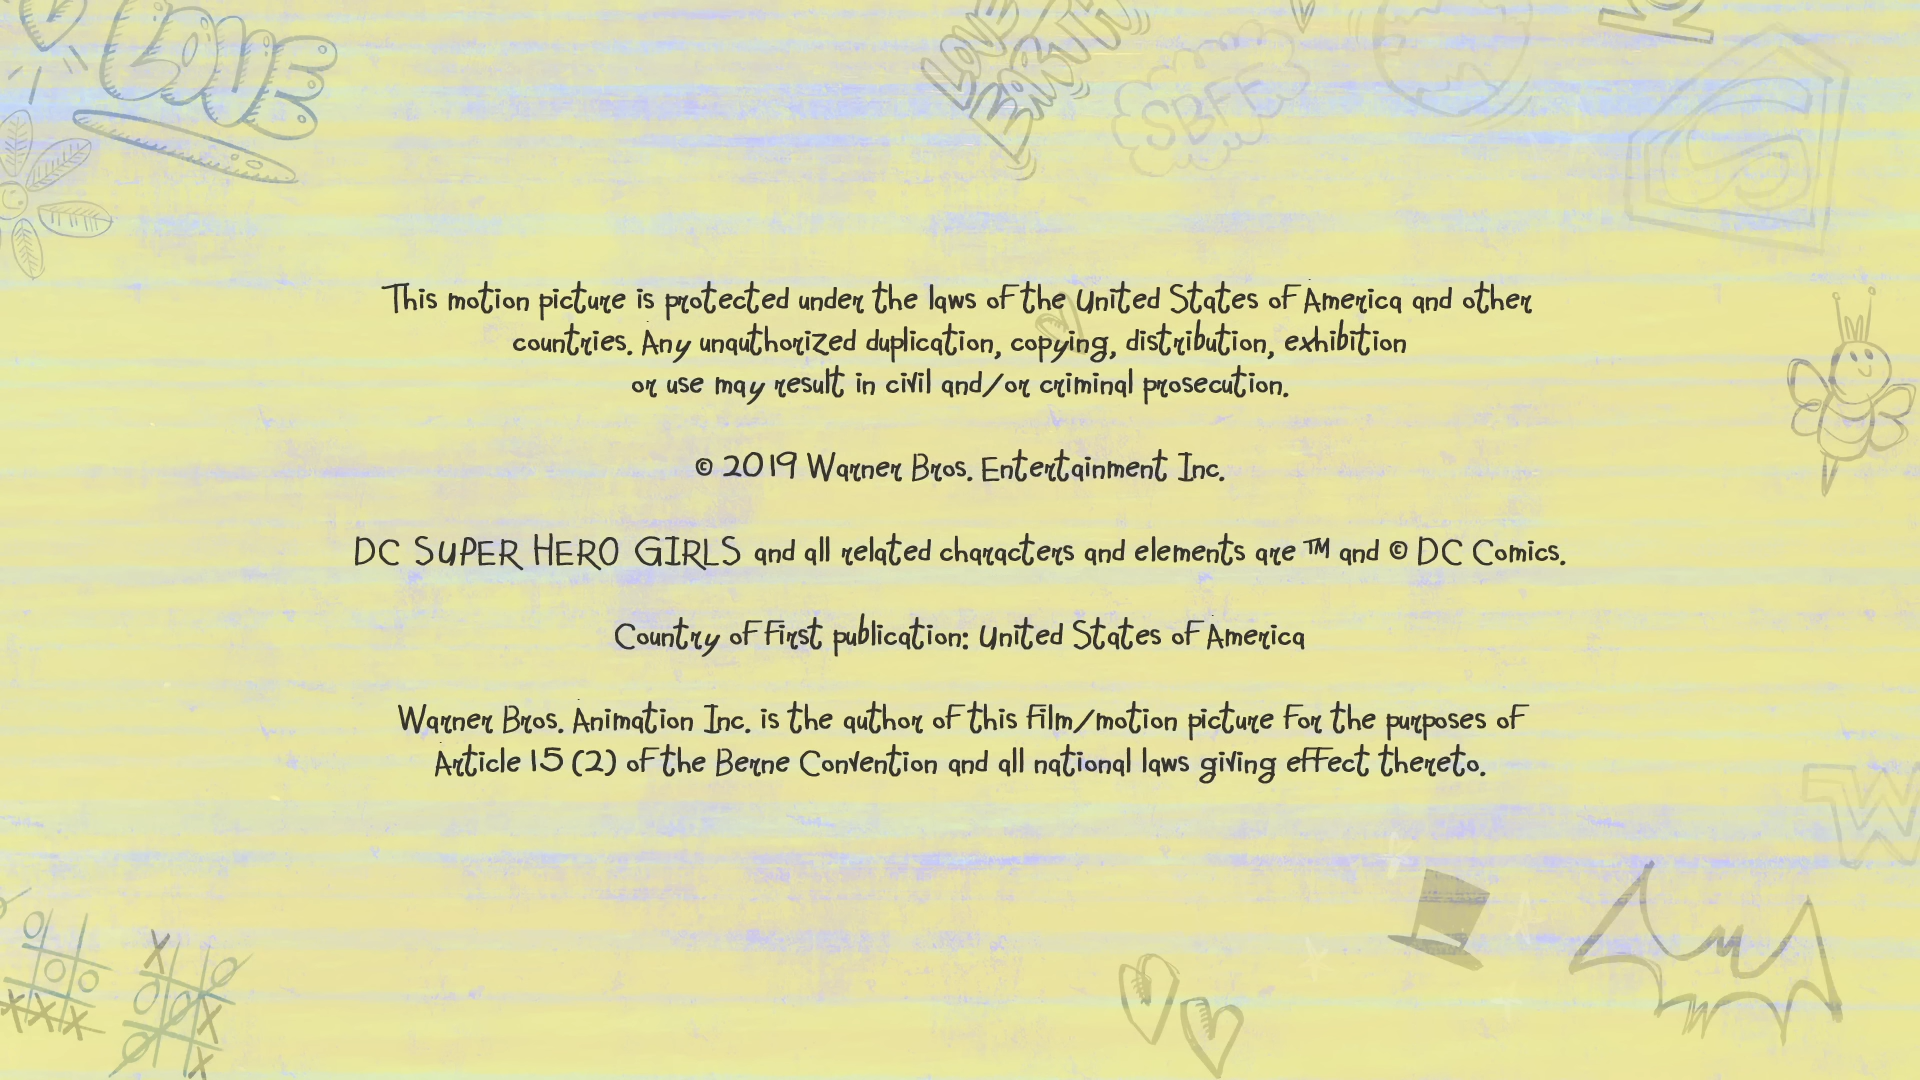 LOVE
LOVE
EARTH
SBFF
This motion picture is protected under the laws of the United States of America and other
countries. Any unauthorized duplication, copying, distribution, exhibition
or use may result in civil and/or criminal prosecution.
© 2019 Warner Bros. Entertainment Inc.
DC SUPER HERO GIRLS and all related characters and elements are ™ and © DC Comics.
Country of first publication: United States of America
Warner Bros. Animation Inc. is the author of this film/motion picture for the purposes of
Article 15 (2) of the Berne Convention and all national laws giving effect thereto.
W